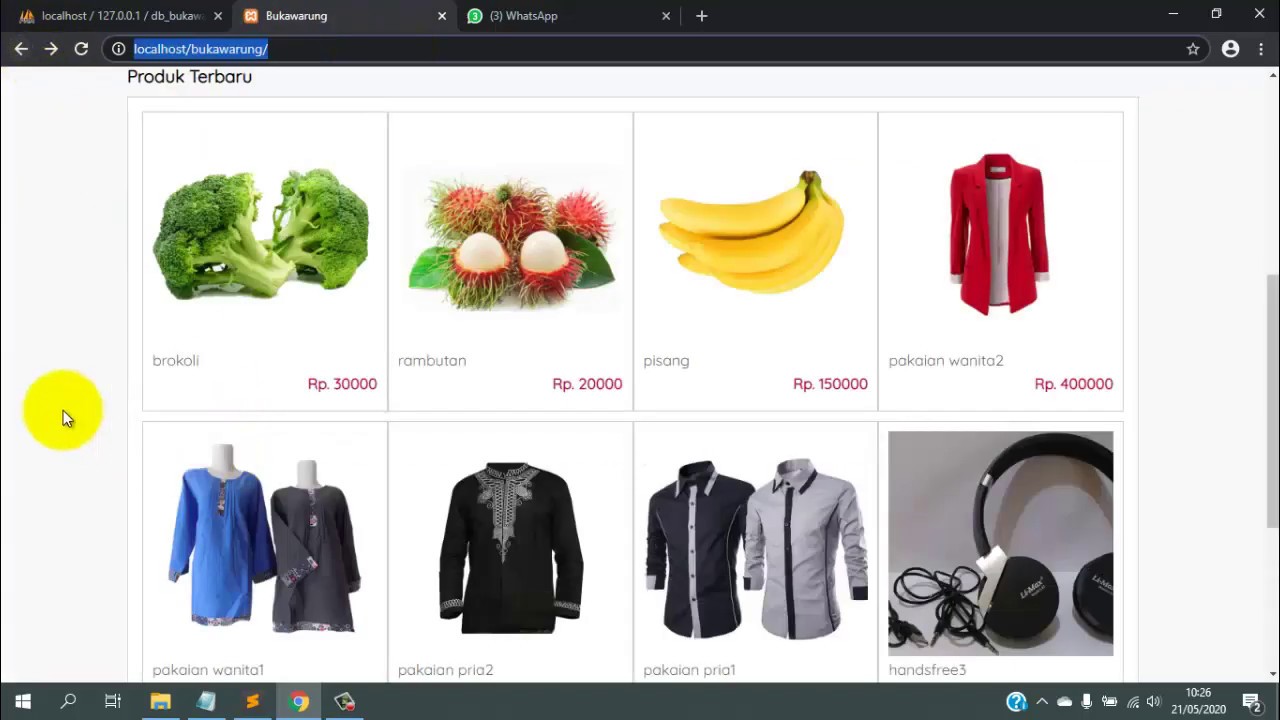 localhost / 127.0.0.1 / db_bukaw
Bukawarung
(3) WhatsApp
localhost/bukawarung/
Produk Terbaru
brokoli
Rp. 30000
rambutan
Rp. 20000
pisang
Rp. 150000
pakaian wanita2
Rp. 400000
pakaian wanita1
pakaian pria2
pakaian pria1
handsfree3
10:26
21/05/2020
2